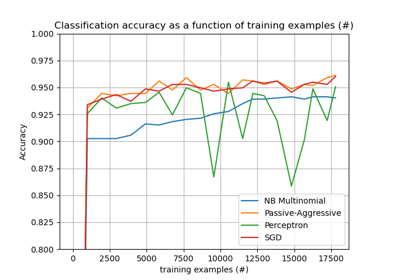 Classification accuracy as a function of training examples (#)
1.000
0.975
0.950
0.925
0.900
0.875
0.850
0.825
0.800
Accuracy
NB Multinomial
Passive-Aggressive
Perceptron
SGD
0 2500 5000 7500 10000 12500 15000 17500
training examples (#)